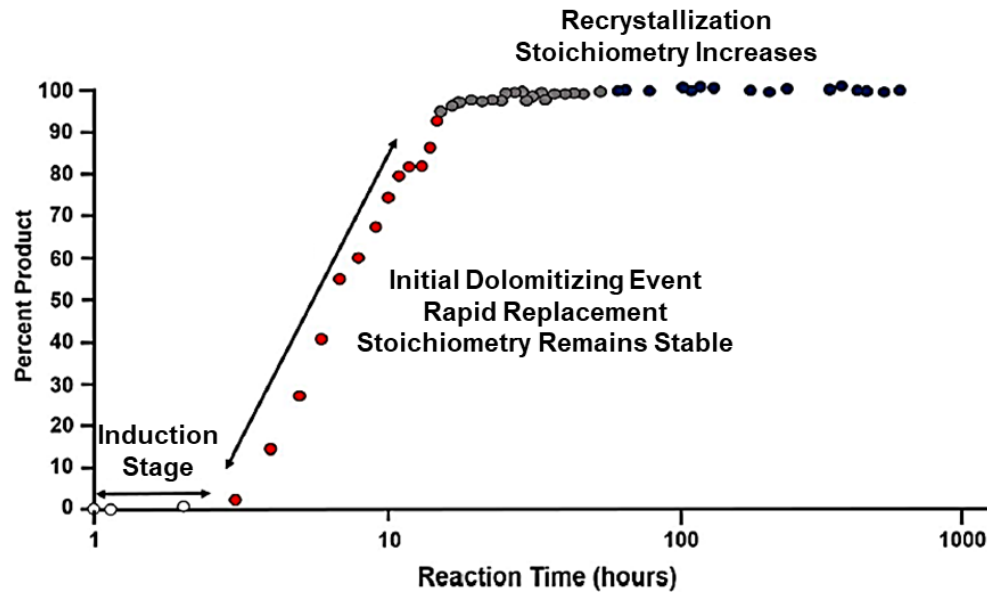 Recrystallization
Stoichiometry Increases
100
90
80
70
60
50
40
30
20
10
0
Percent Product
Initial Dolomitizing Event
Rapid Replacement
Stoichiometry Remains Stable
Induction
Stage
1
10
100
1000
Reaction Time (hours)